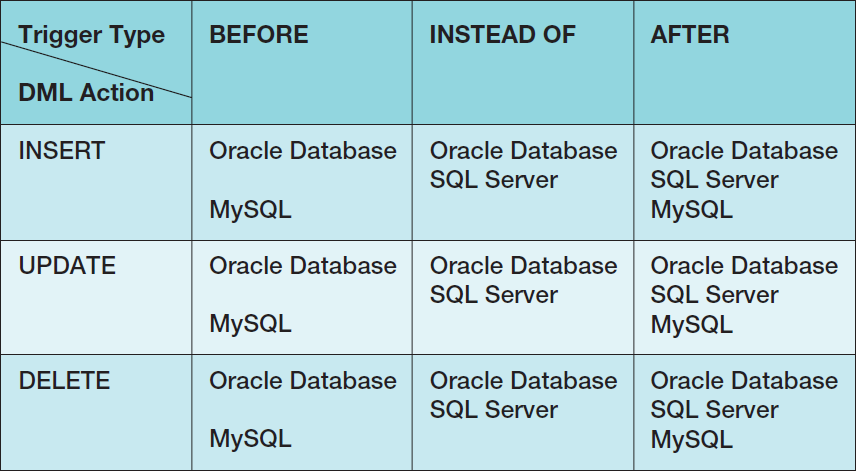 Trigger Type
DML Action
BEFORE
INSTEAD OF
AFTER
INSERT
Oracle Database
MySQL
Oracle Database
SQL Server
Oracle Database
SQL Server
MySQL
UPDATE
Oracle Database
MySQL
Oracle Database
SQL Server
Oracle Database
SQL Server
MySQL
DELETE
Oracle Database
MySQL
Oracle Database
SQL Server
Oracle Database
SQL Server
MySQL